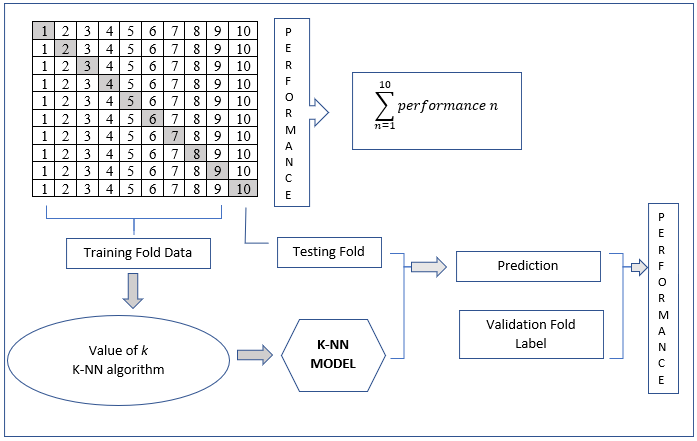 1 2 3 4 5 6 7 8 9 10
1 2 3 4 5 6 7 8 9 10
1 2 3 4 5 6 7 8 9 10
1 2 3 4 5 6 7 8 9 10
1 2 3 4 5 6 7 8 9 10
1 2 3 4 5 6 7 8 9 10
1 2 3 4 5 6 7 8 9 10
1 2 3 4 5 6 7 8 9 10
1 2 3 4 5 6 7 8 9 10
1 2 3 4 5 6 7 8 9 10
PERFORMANCE
10
∑ performance n
n=1
Training Fold Data
Testing Fold
Prediction
Validation Fold
Label
PERFORMANCE
Value of k
K-NN algorithm
K-NN
MODEL